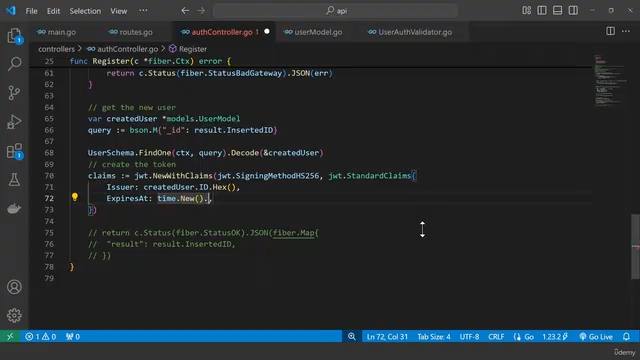 api
main.go
routes.go
authController.go
userModel.go
UserAuthValidator.go
controllers > authController.go > Register
25 func Register(c *fiber.Ctx) error {
61 return c.Status(fiber.StatusBadGateway).JSON(err)
62 }
63
64 // get the new user
65 var createdUser *models.UserModel
66 query := bson.M{"_id": result.InsertedID}
67
68 UserSchema.FindOne(ctx, query).Decode(&createdUser)
69 // create the token
70 claims := jwt.NewWithClaims(jwt.SigningMethodHS256, jwt.StandardClaims{
71 Issuer: createdUser.ID.Hex(),
72 ExpiresAt: time.New().,
73 })
74
75 // return c.Status(fiber.StatusOK).JSON(fiber.Map{
76 // "result": result.InsertedID,
77 // })
78 }
79
1 0 0 Ln 72, Col 31 Tab Size: 4 UTF-8 CRLF Go Live 1.23.2 Go Live
Udemy